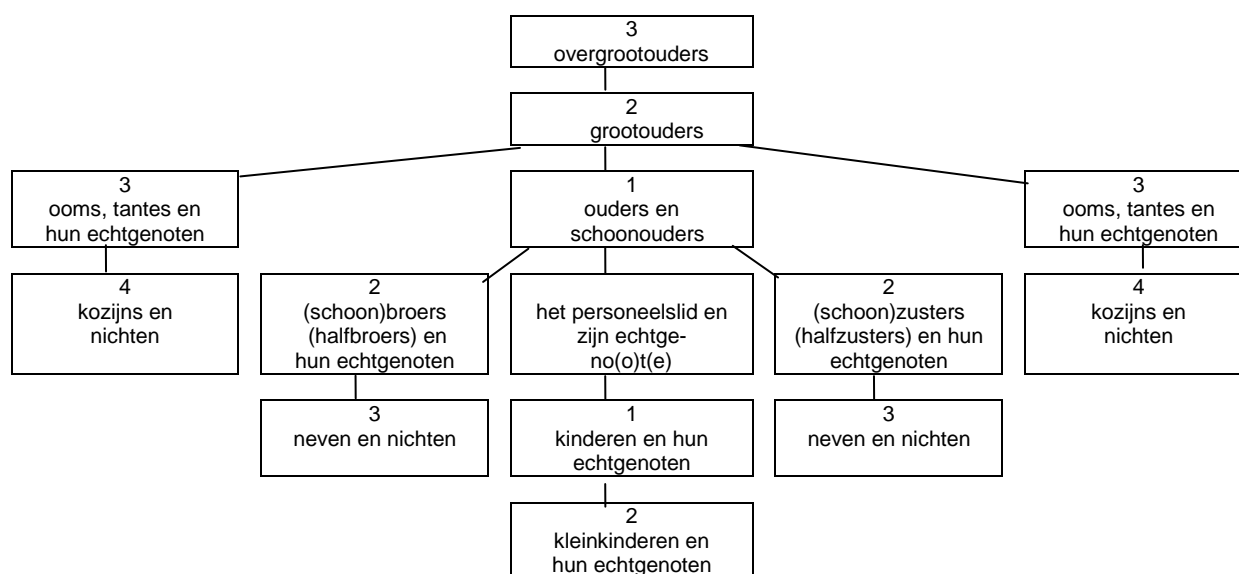 3
overgrootouders
2
grootouders
3
ooms, tantes en
hun echtgenoten
1
ouders en
schoonouders
3
ooms, tantes en
hun echtgenoten
4
kozijns en
nichten
2
(schoon)broers
(halfbroers) en
hun echtgenoten
het personeelslid en
zijn echtge-
no(o)t(e)
2
(schoon)zusters
(halfzusters) en hun
echtgenoten
4
kozijns en
nichten
3
neven en nichten
1
kinderen en hun
echtgenoten
3
neven en nichten
2
kleinkinderen en
hun echtgenoten